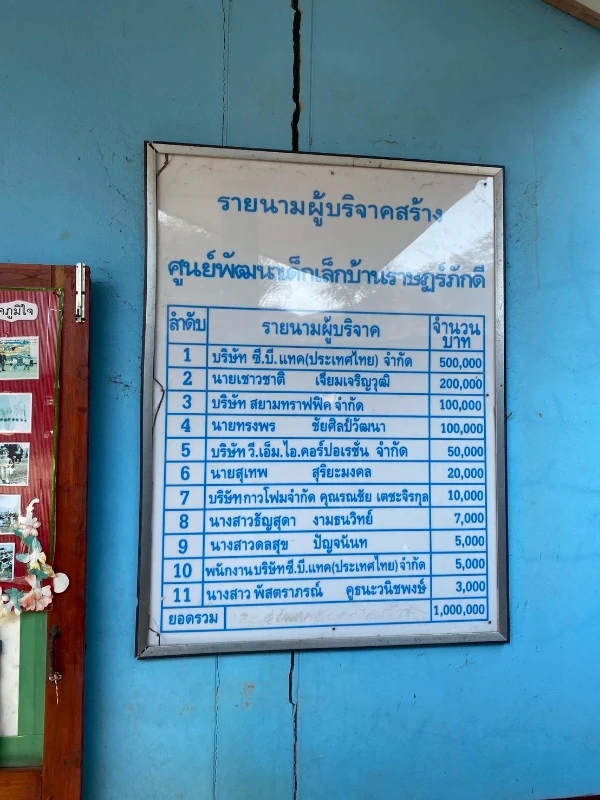 รายนามผู้บริจาคสร้าง
ศูนย์พัฒนาเด็กเล็กบ้านราษฏร์ภักดี
ลำดับ รายนามผู้บริจาค จำนวน บาท
1 บริษัท ซี.บี.แทค(ประเทศไทย) จำกัด 500,000
2 นายเชาวชาติ เจี่ยมเจริญวุฒิ 200,000
3 บริษัท สยามทราฟฟิค จำกัด 100,000
4 นายทรงพร ชัยศิลป์วัฒนา 100,000
5 บริษัท วี.เอ็ม.ไอ.คอร์ปอเรชั่น จำกัด 50,000
6 นายสุเทพ สุริยะมงคล 20,000
7 บริษัท กาวโฟมจำกัด คุณรณชัย เตชะจิรกุล 10,000
8 นางสาวธัญสุดา งามธนวิทย์ 7,000
9 นางสาวดลสุข ปัญจนันท 5,000
10 พนักงานบริษัทซี.บี.แทค(ประเทศไทย)จำกัด 5,000
11 นางสาว พัสตราภรณ์ คูธนะวนิชพงษ์ 3,000
ยอดรวม 1,000,000
ภูมิใจ